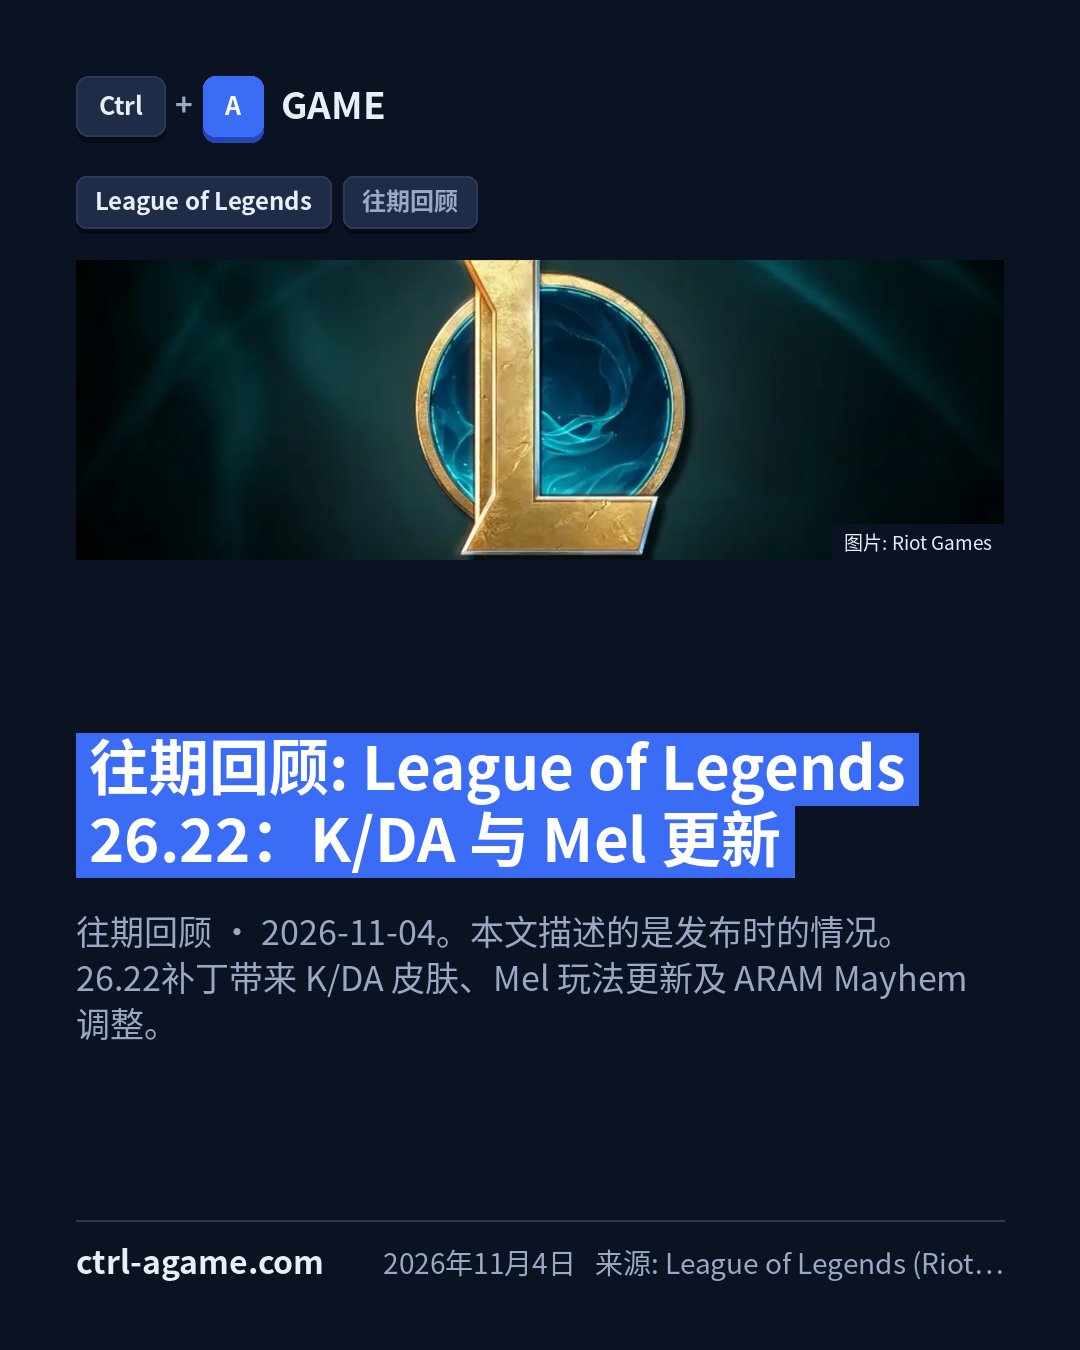 Ctrl + A GAME
League of Legends 往期回顾
图片: Riot Games
往期回顾: League of Legends
26.22：K/DA 与 Mel 更新
往期回顾 · 2026-11-04。本文描述的是发布时的情况。
26.22补丁带来 K/DA 皮肤、Mel 玩法更新及 ARAM Mayhem
调整。
ctrl-agame.com 2026年11月4日 来源: League of Legends (Riot…